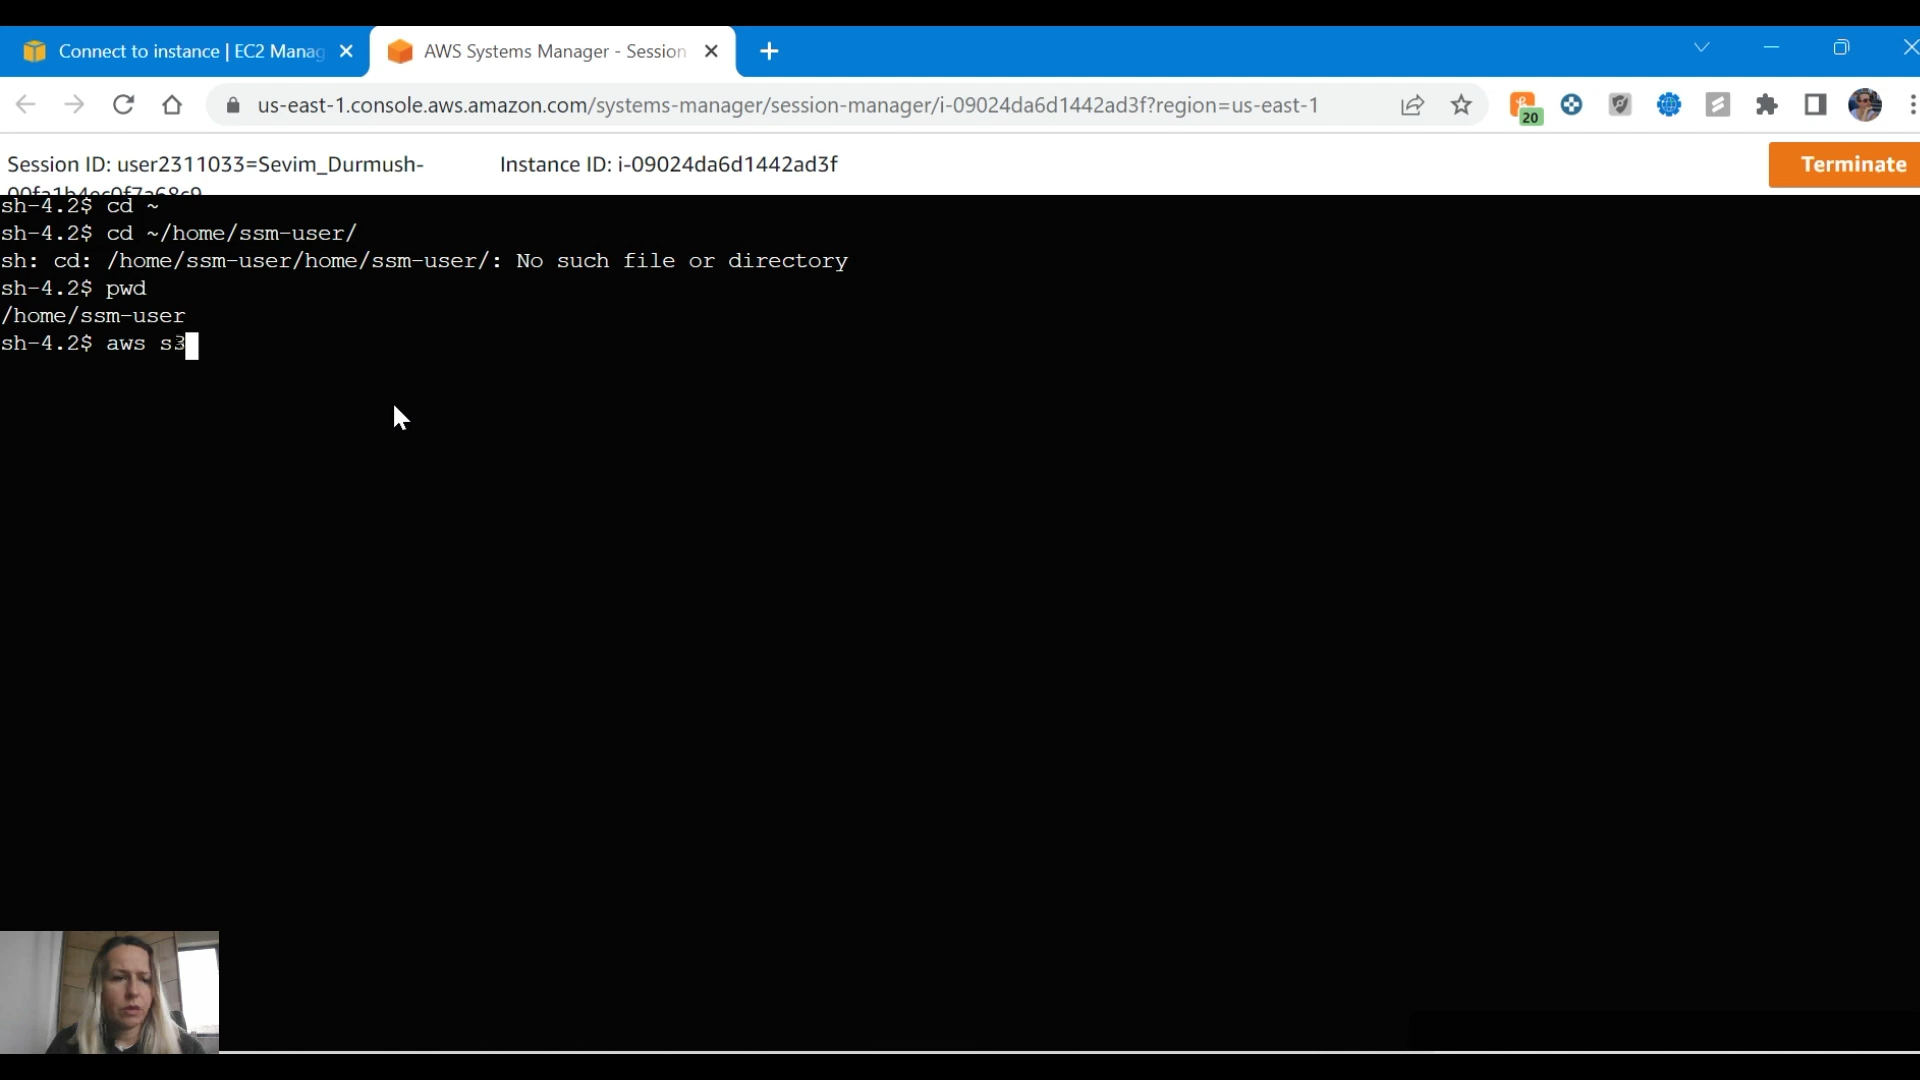 Connect to instance | EC2 Manag
AWS Systems Manager - Session
us-east-1.console.aws.amazon.com/systems-manager/session-manager/i-09024da6d1442ad3f?region=us-east-1
20
Session ID: user2311033=Sevim_Durmush-
Instance ID: i-09024da6d1442ad3f
Terminate
sh-4.2$ cd ~
sh-4.2$ cd ~/home/ssm-user/
sh: cd: /home/ssm-user/home/ssm-user/: No such file or directory
sh-4.2$ pwd
/home/ssm-user
sh-4.2$ aws s3